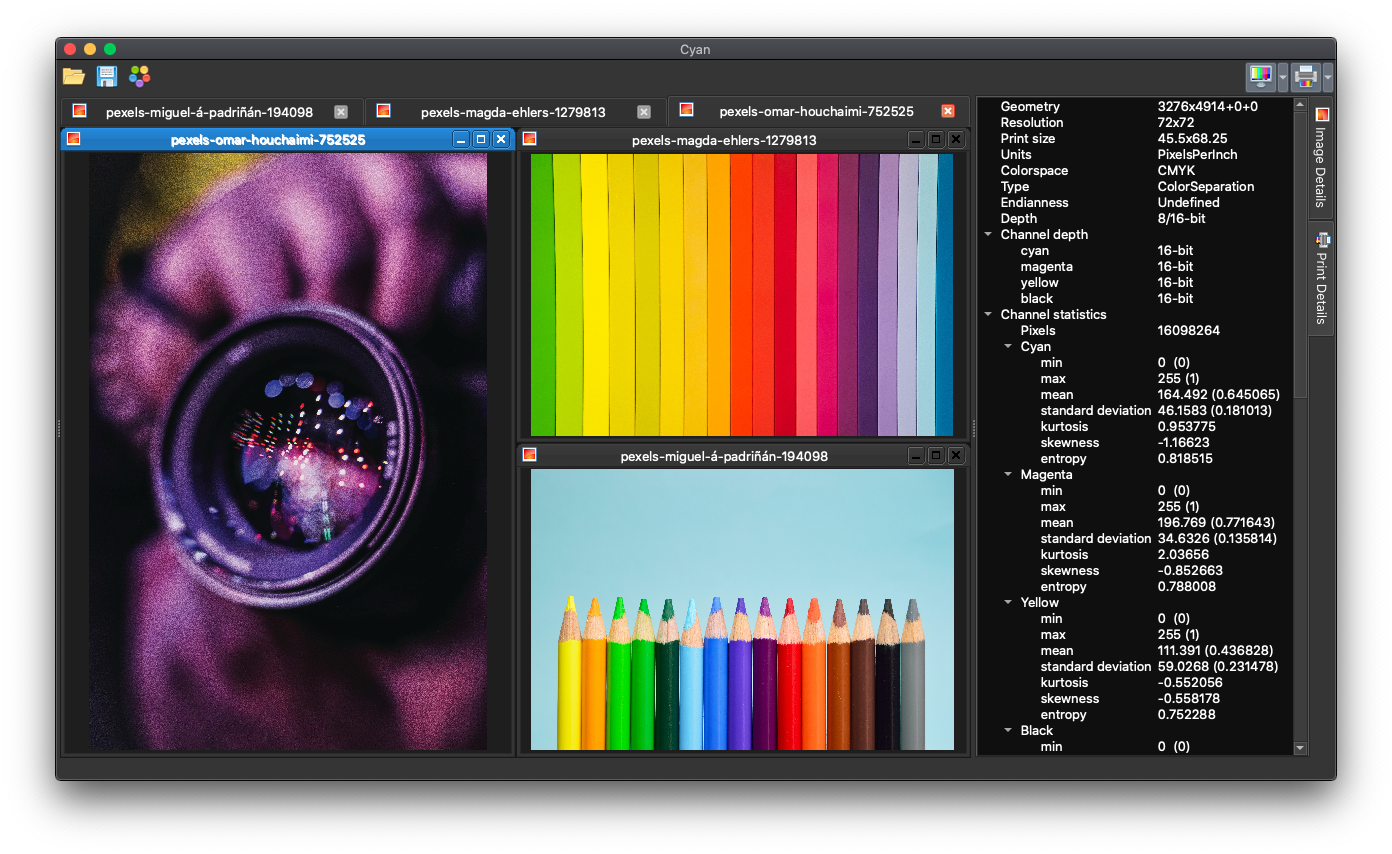 Cyan
pexels-miguel-á-padriñán-194098
pexels-magda-ehlers-1279813
pexels-omar-houchaimi-752525
pexels-omar-houchaimi-752525
pexels-magda-ehlers-1279813
pexels-miguel-á-padriñán-194098
Geometry 3276x4914+0+0
Resolution 72x72
Print size 45.5x68.25
Units PixelsPerInch
Colorspace CMYK
Type ColorSeparation
Endianness Undefined
Depth 8/16-bit
Channel depth
cyan 16-bit
magenta 16-bit
yellow 16-bit
black 16-bit
Channel statistics
Pixels 16098264
Cyan
min 0 (0)
max 255 (1)
mean 164.492 (0.645065)
standard deviation 46.1583 (0.181013)
kurtosis 0.953775
skewness -1.16623
entropy 0.818515
Magenta
min 0 (0)
max 255 (1)
mean 196.769 (0.771643)
standard deviation 34.6326 (0.135814)
kurtosis 2.03656
skewness -0.852663
entropy 0.788008
Yellow
min 0 (0)
max 255 (1)
mean 111.391 (0.436828)
standard deviation 59.0268 (0.231478)
kurtosis -0.552056
skewness -0.558178
entropy 0.752288
Black
min 0 (0)
Image Details
Print Details